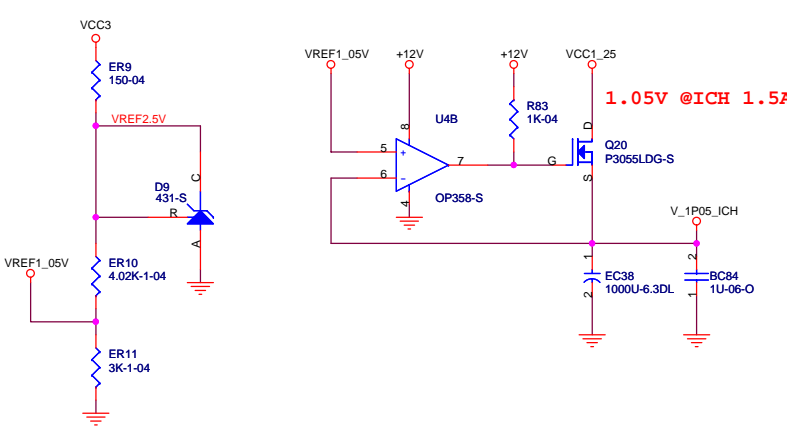 VCC3
ER9
150-04
VREF2.5V
C
D9
431-S
R
A
VREF1_05V
ER10
4.02K-1-04
ER11
3K-1-04
VREF1_05V
+12V
+12V
VCC1_25
1.05V @ICH 1.5A
R83
1K-04
U4B
8
5
+
6
-
7
4
OP358-S
D
G
S
Q20
P3055LDG-S
V_1P05_ICH
1
2
EC38
1000U-6.3DL
2
1
BC84
1U-06-O